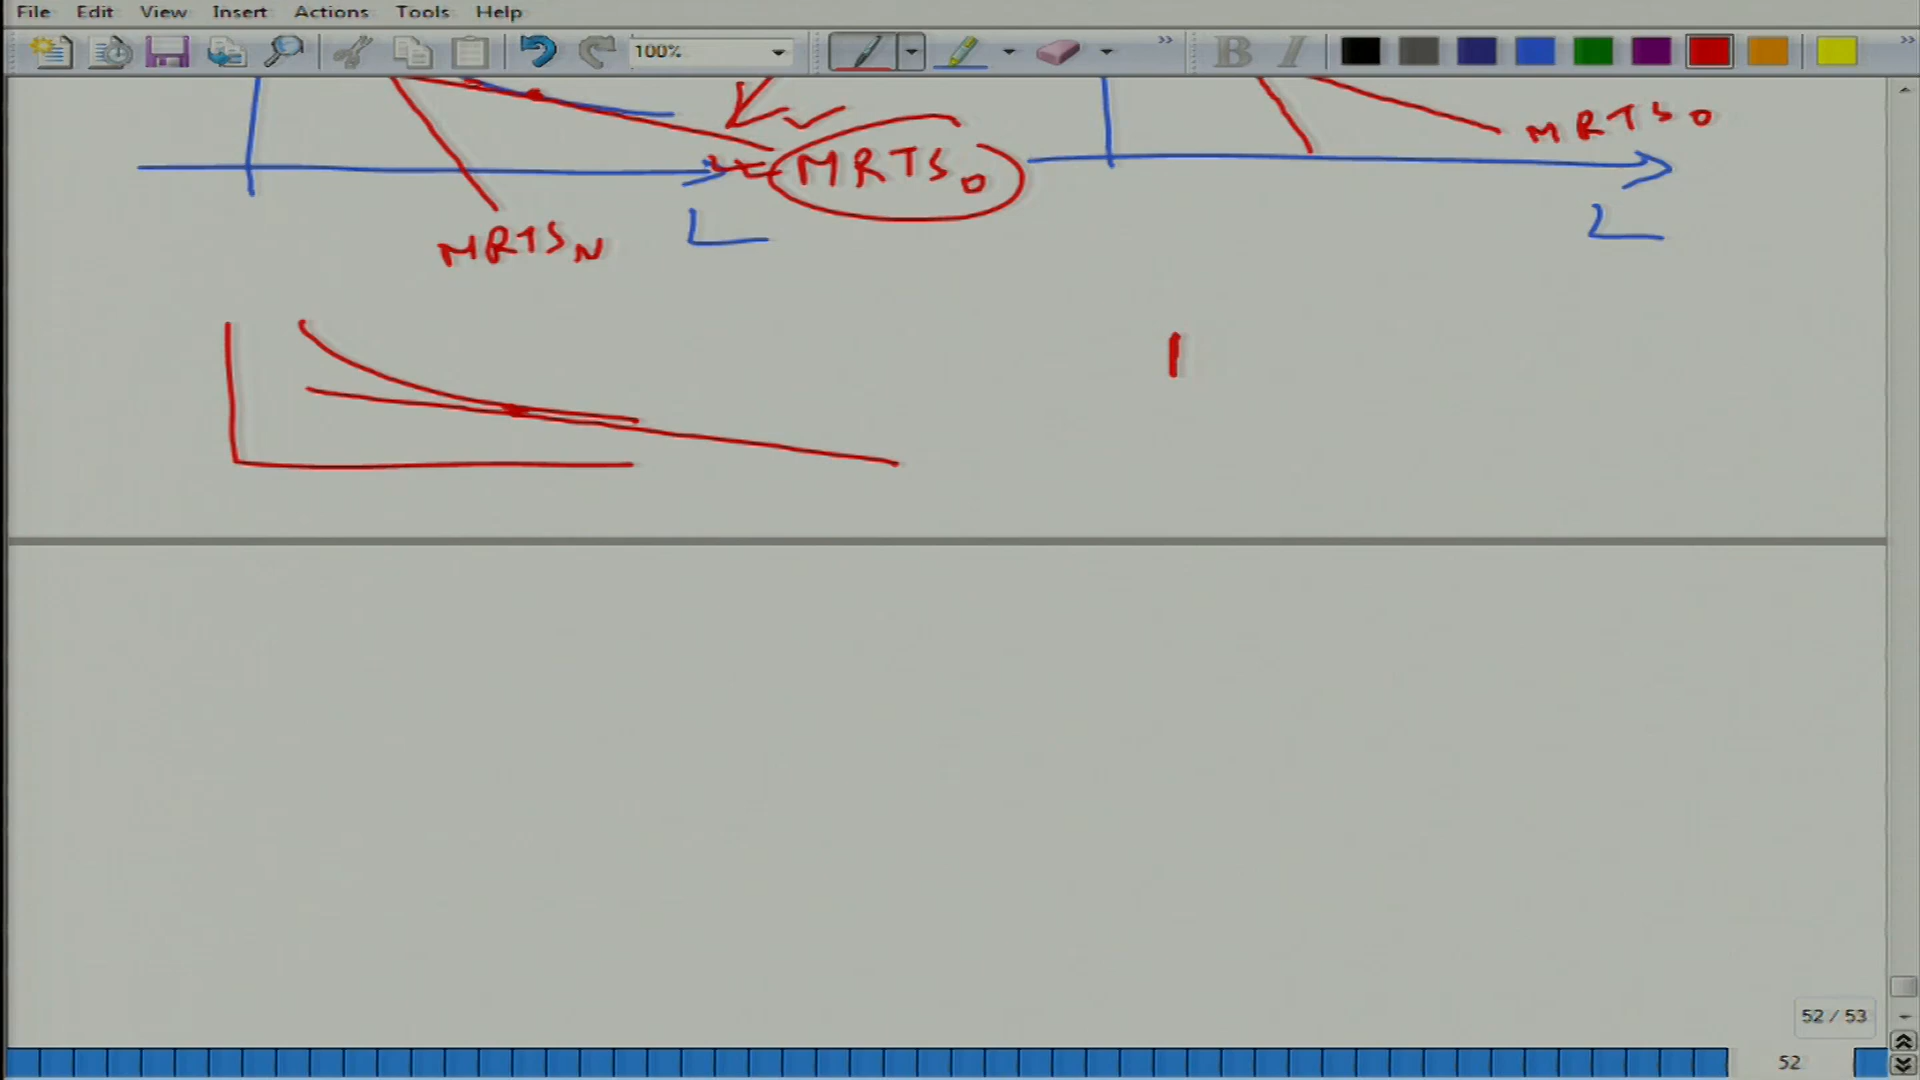 File Edit View Insert Actions Tools Help
100% B I
MRTS0
MRTS0
MRTSN
L
L
52 / 53
52